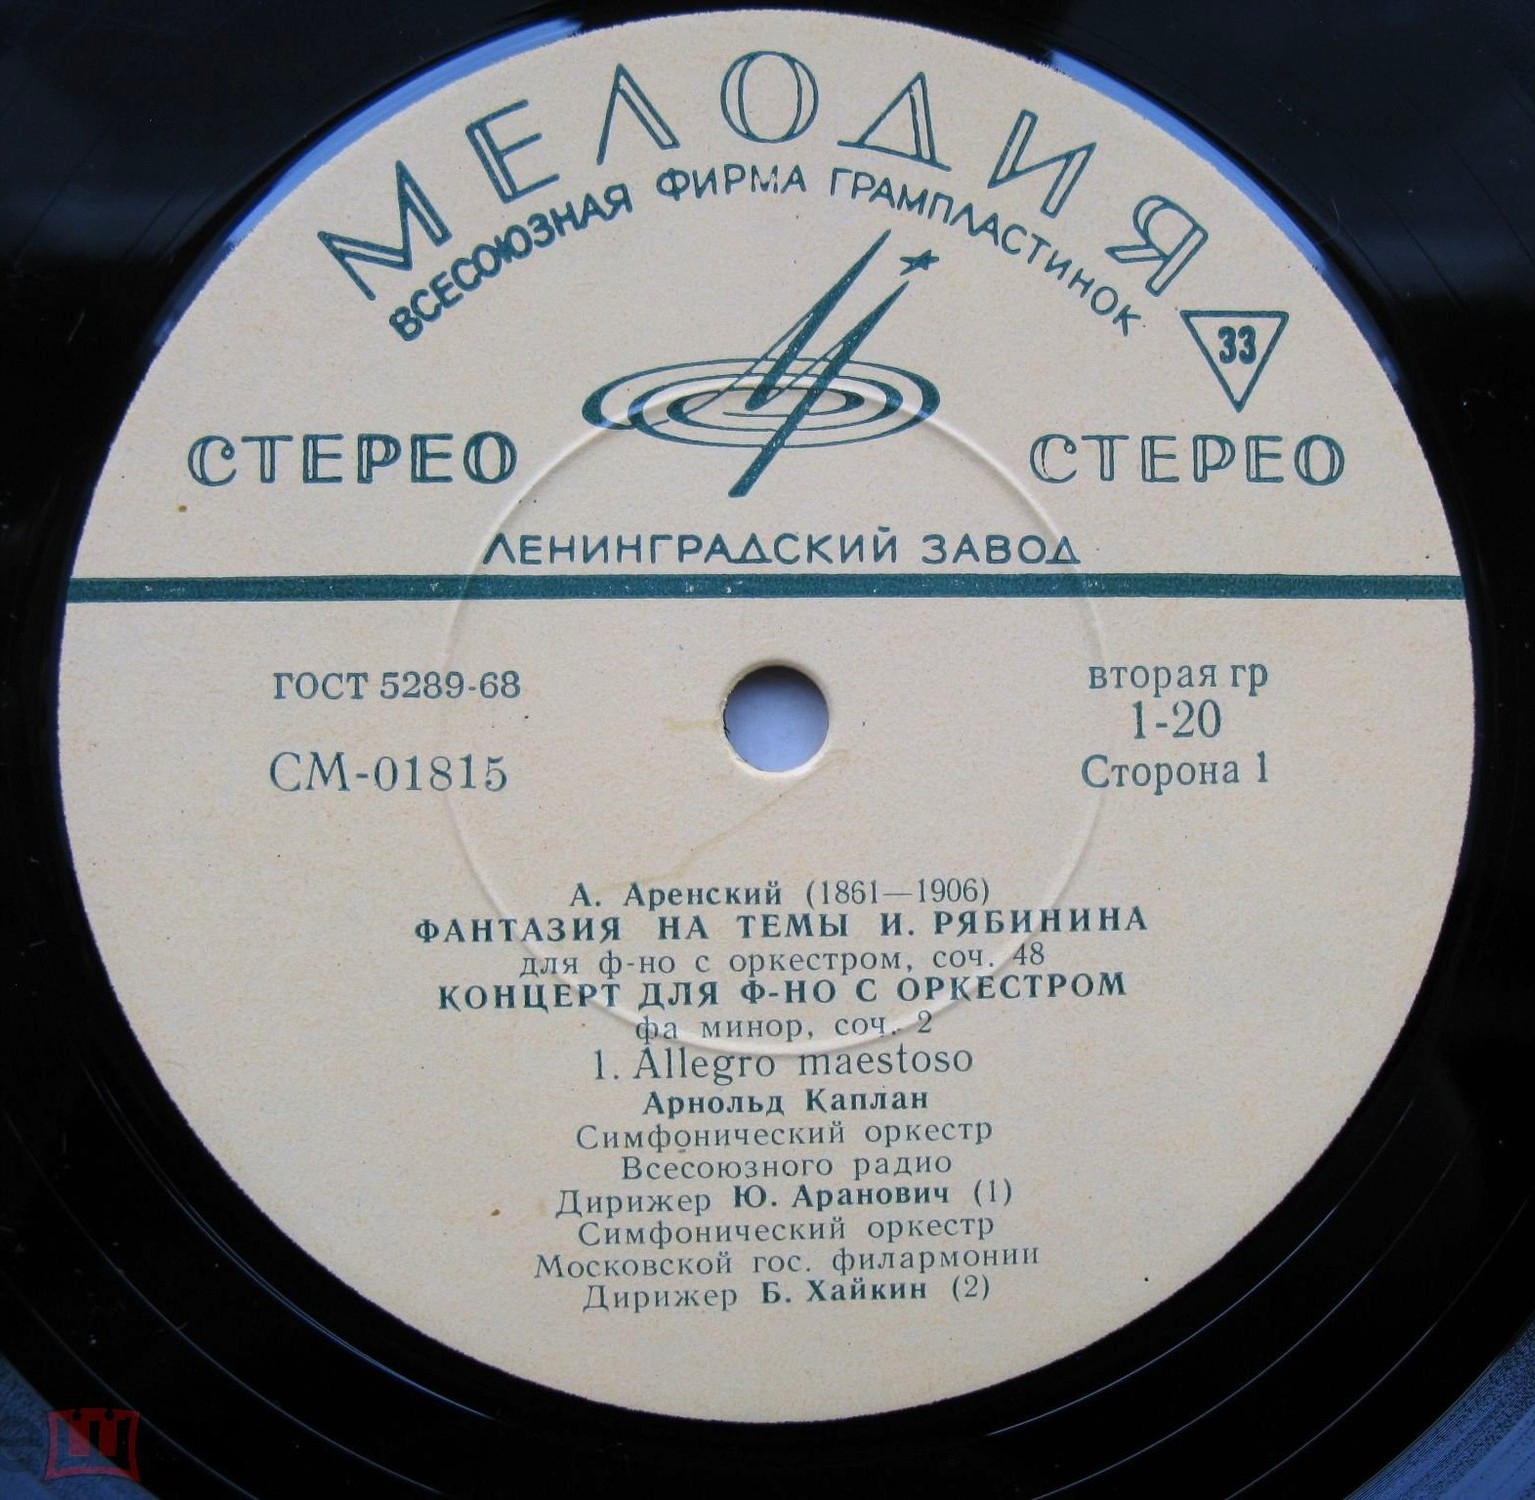 МЕЛОДИЯ
ВСЕСОЮЗНАЯ ФИРМА ГРАМПЛАСТИНОК
33
СТЕРЕО
СТЕРЕО
ЛЕНИНГРАДСКИЙ ЗАВОД
ГОСТ 5289-68
вторая гр
1-20
СМ-01815
Сторона 1
А. Аренский (1861—1906)
ФАНТАЗИЯ НА ТЕМЫ И. РЯБИНИНА
для ф-но с оркестром, соч. 48
КОНЦЕРТ ДЛЯ Ф-НО С ОРКЕСТРОМ
фа минор, соч. 2
1. Allegro maestoso
Арнольд Каплан
Симфонический оркестр
Всесоюзного радио
Дирижер Ю. Аранович (1)
Симфонический оркестр
Московской гос. филармонии
Дирижер Б. Хайкин (2)